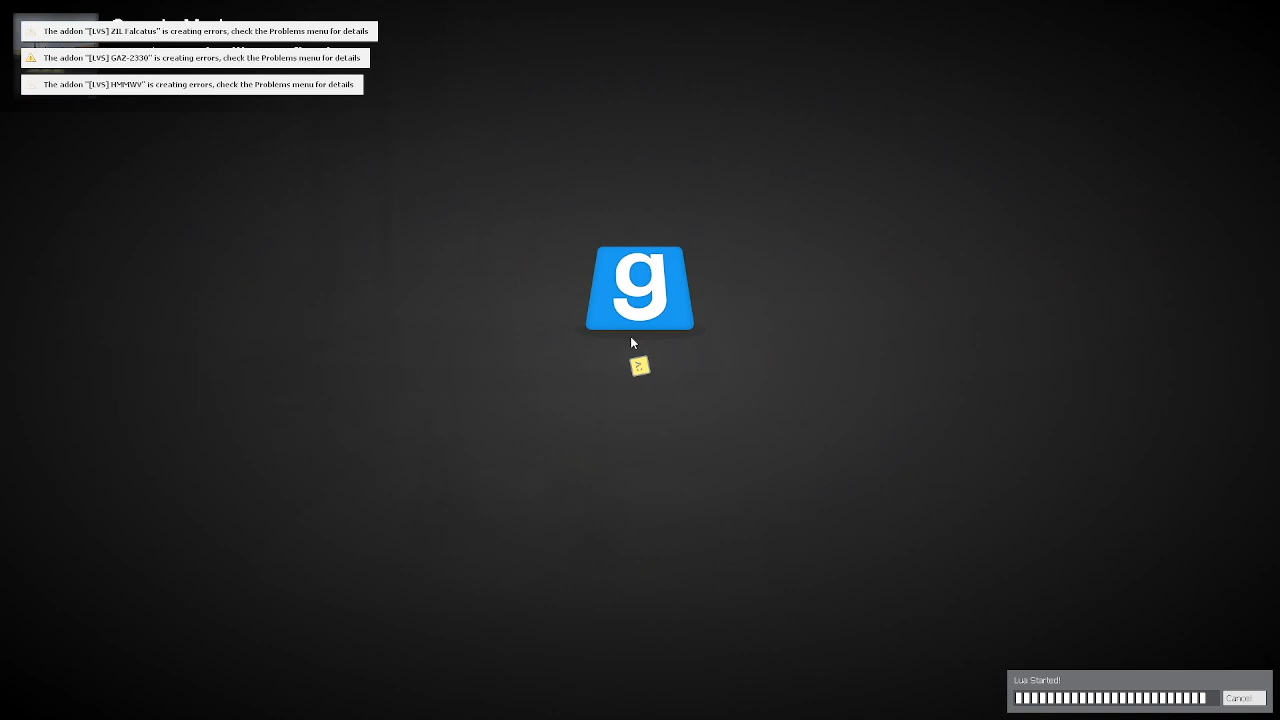 The addon "[LVS] ZIL Falcatus" is creating errors, check the Problems menu for details
The addon "[LVS] GAZ-2330" is creating errors, check the Problems menu for details
The addon "[LVS] HMMWV" is creating errors, check the Problems menu for details
g
Lua Started!
Cancel